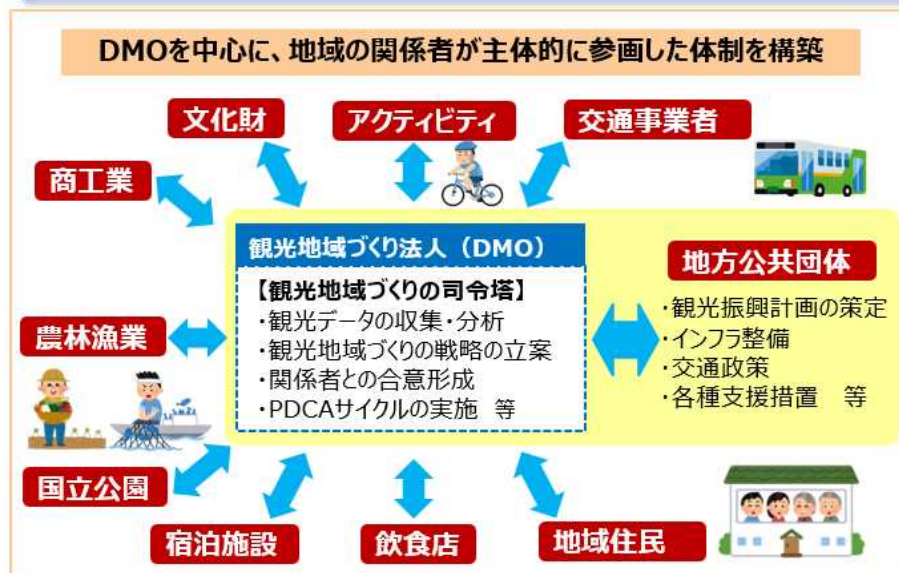 DMOを中心に、地域の関係者が主体的に参画した体制を構築
文化財
アクティビティ
交通事業者
商工業
観光地域づくり法人（DMO）
【観光地域づくりの司令塔】
・観光データの収集・分析
・観光地域づくりの戦略の立案
・関係者との合意形成
・PDCAサイクルの実施 等
地方公共団体
・観光振興計画の策定
・インフラ整備
・交通政策
・各種支援措置 等
農林漁業
国立公園
宿泊施設
飲食店
地域住民